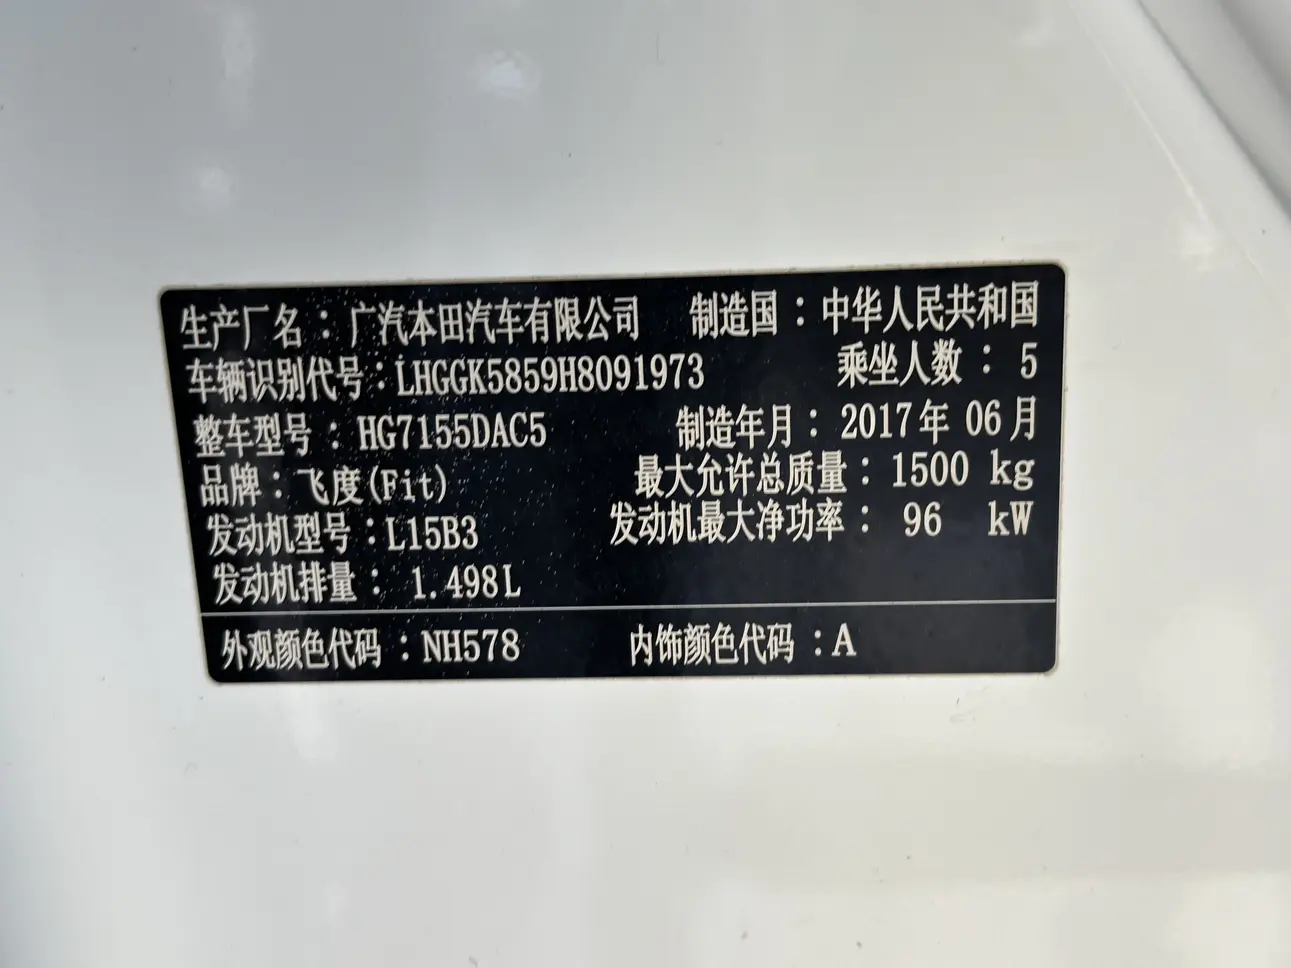 生产厂名：广汽本田汽车有限公司 制造国：中华人民共和国
车辆识别代号：LHGGK5859H8091973 乘坐人数：5
整车型号：HG7155DAC5 制造年月：2017年 06月
品牌：飞度(Fit) 最大允许总质量：1500 kg
发动机型号：L15B3 发动机最大净功率：96 kW
发动机排量：1.498L
外观颜色代码：NH578 内饰颜色代码：A